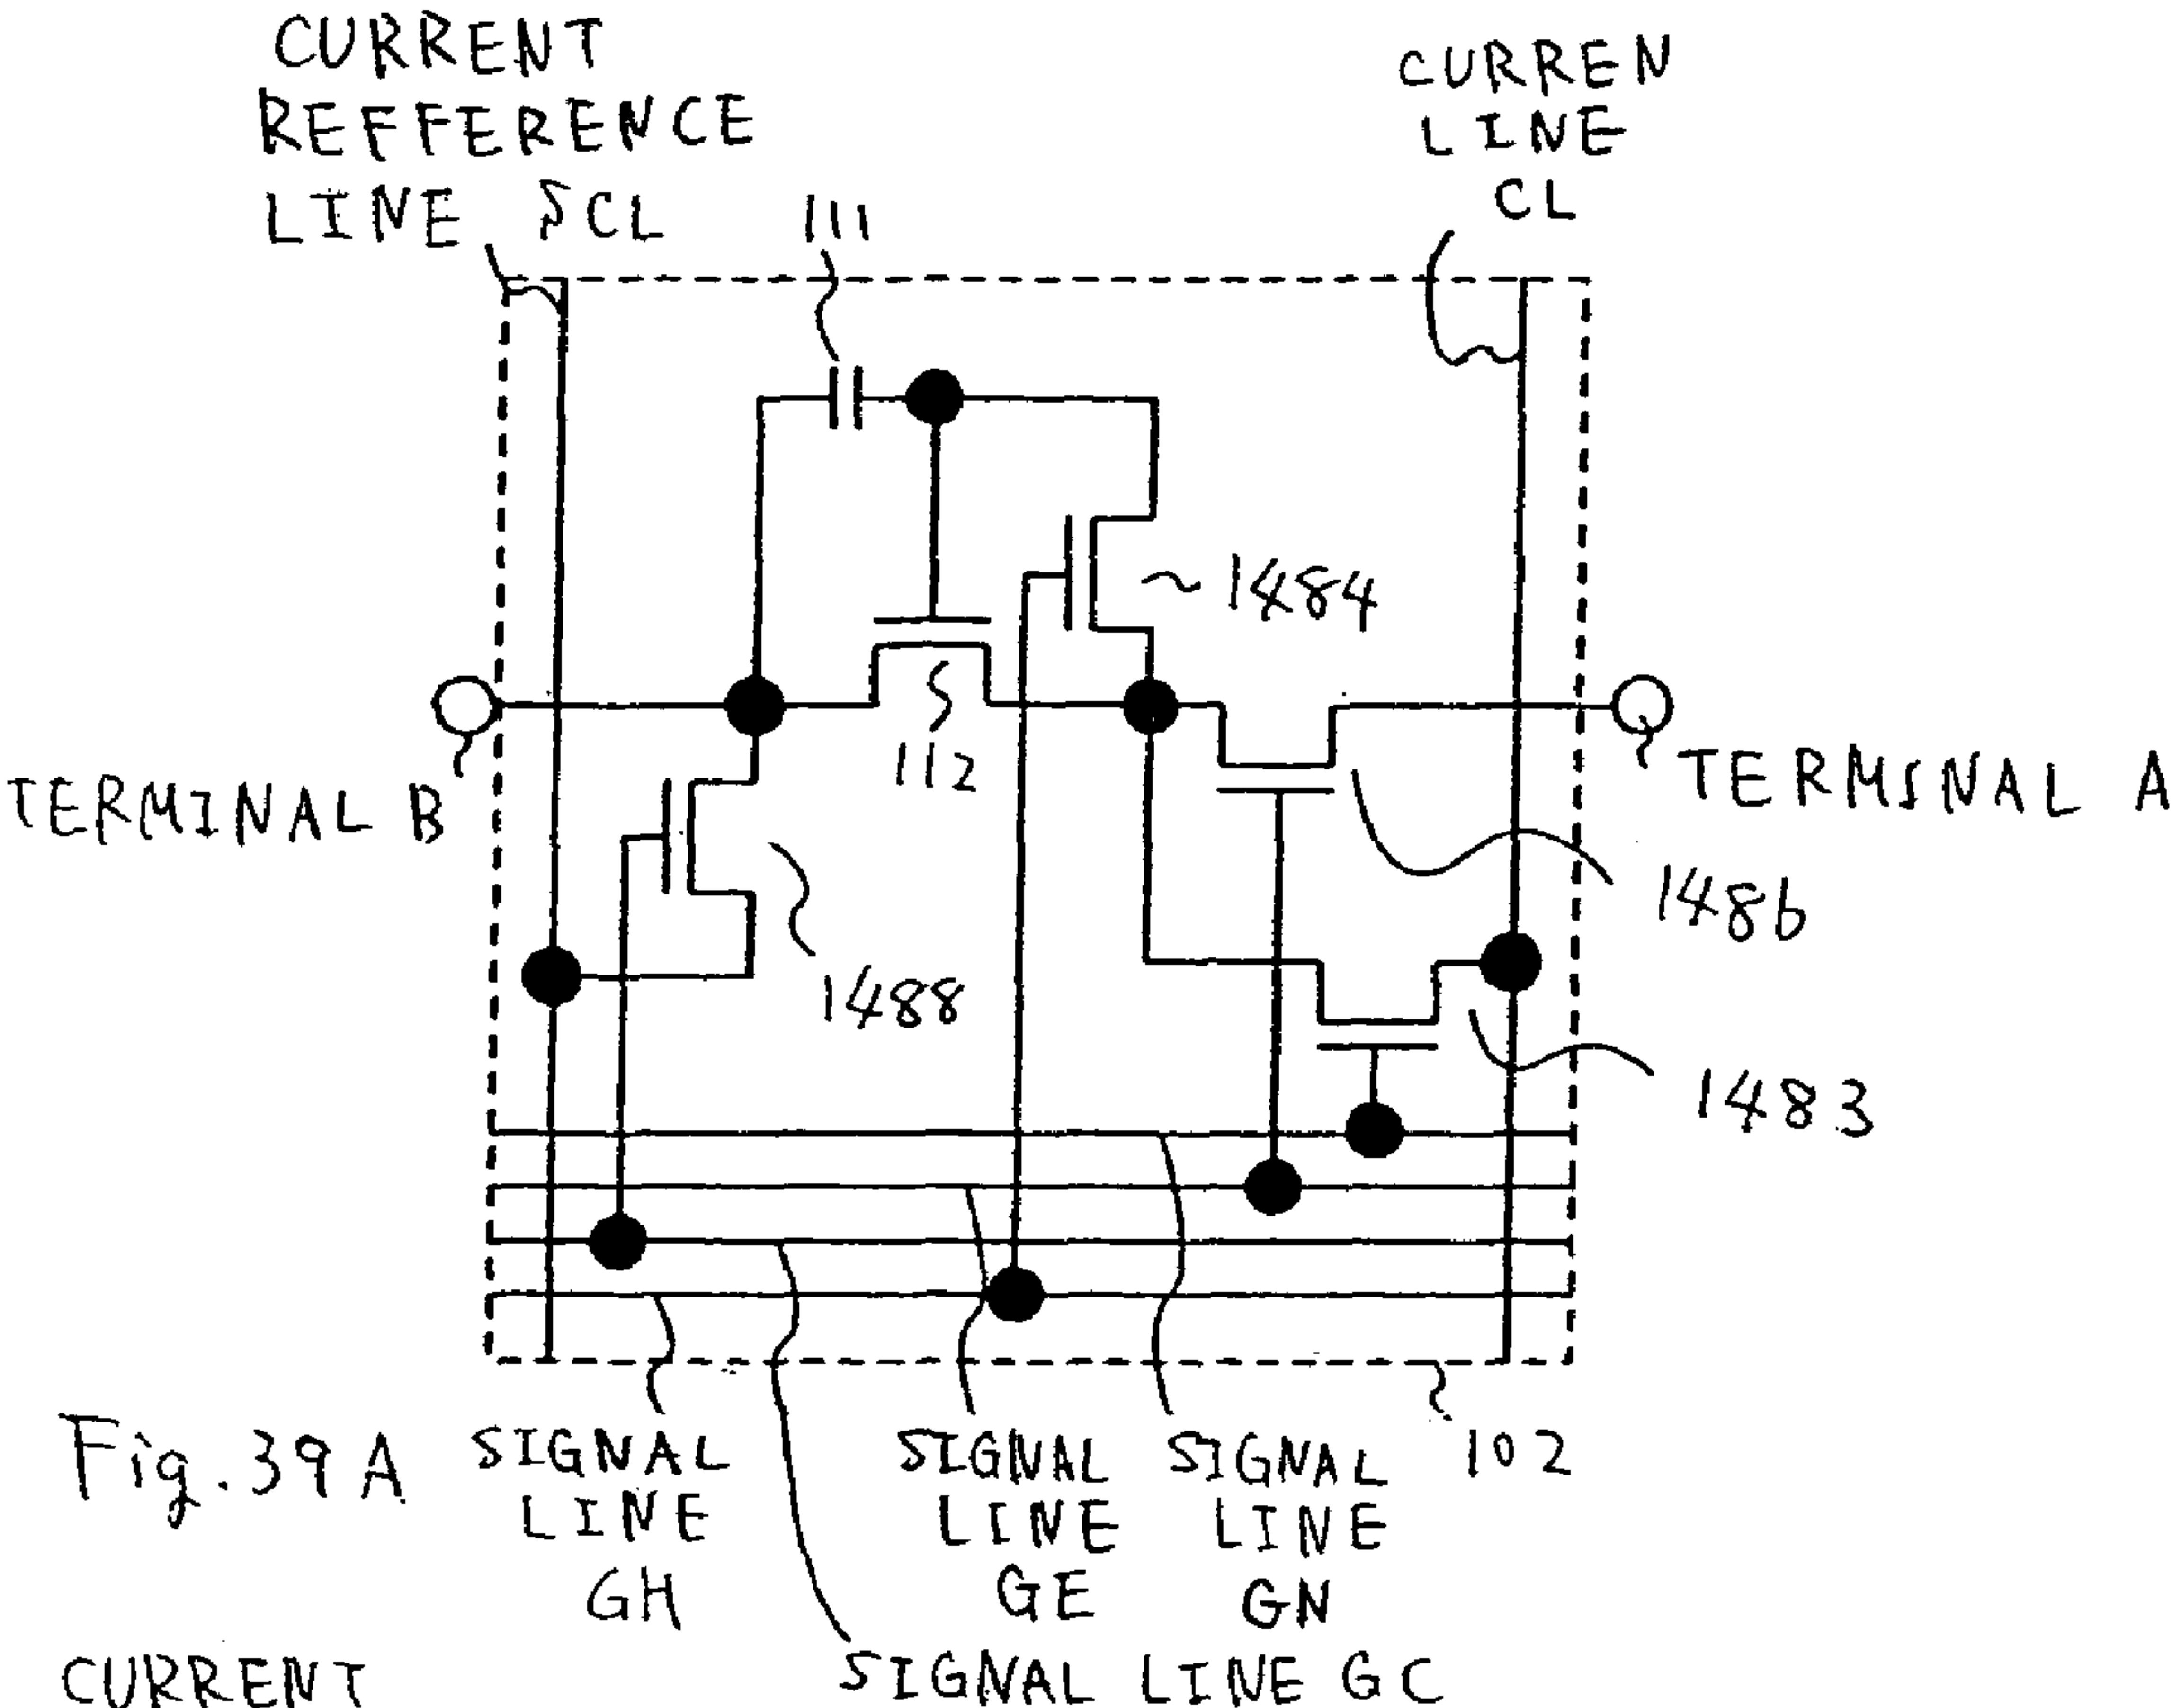 CURRENT
REFFERENCE
LINE SCL
111
CURREN
LINE
CL
1484
112
TERMINAL B
TERMINAL A
1486
1488
1483
Fig. 39A
SIGNAL
LINE
GH
SIGNAL
LINE
GE
SIGNAL
LINE
GN
102
SIGNAL LINE GC
CURRENT